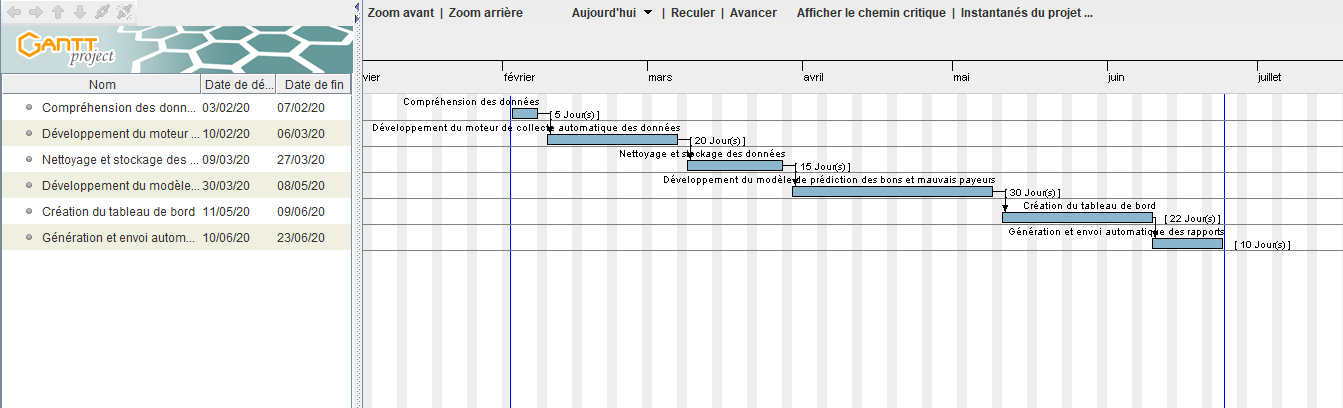 Zoom avant | Zoom arrière Aujourd'hui | Reculer | Avancer Afficher le chemin critique | Instantanés du projet ...
GANTT project
Nom Date de dé... Date de fin
vier février mars avril mai juin juillet
Compréhension des donn... 03/02/20 07/02/20
Développement du moteur ... 10/02/20 06/03/20
Nettoyage et stockage des ... 09/03/20 27/03/20
Développement du modèle... 30/03/20 08/05/20
Création du tableau de bord 11/05/20 09/06/20
Génération et envoi autom... 10/06/20 23/06/20
Compréhension des données
[ 5 Jour(s) ]
Développement du moteur de collecte automatique des données
[ 20 Jour(s) ]
Nettoyage et stockage des données
[ 15 Jour(s) ]
Développement du modèle de prédiction des bons et mauvais payeurs
[ 30 Jour(s) ]
Création du tableau de bord
[ 22 Jour(s) ]
Génération et envoi automatique des rapports
[ 10 Jour(s) ]